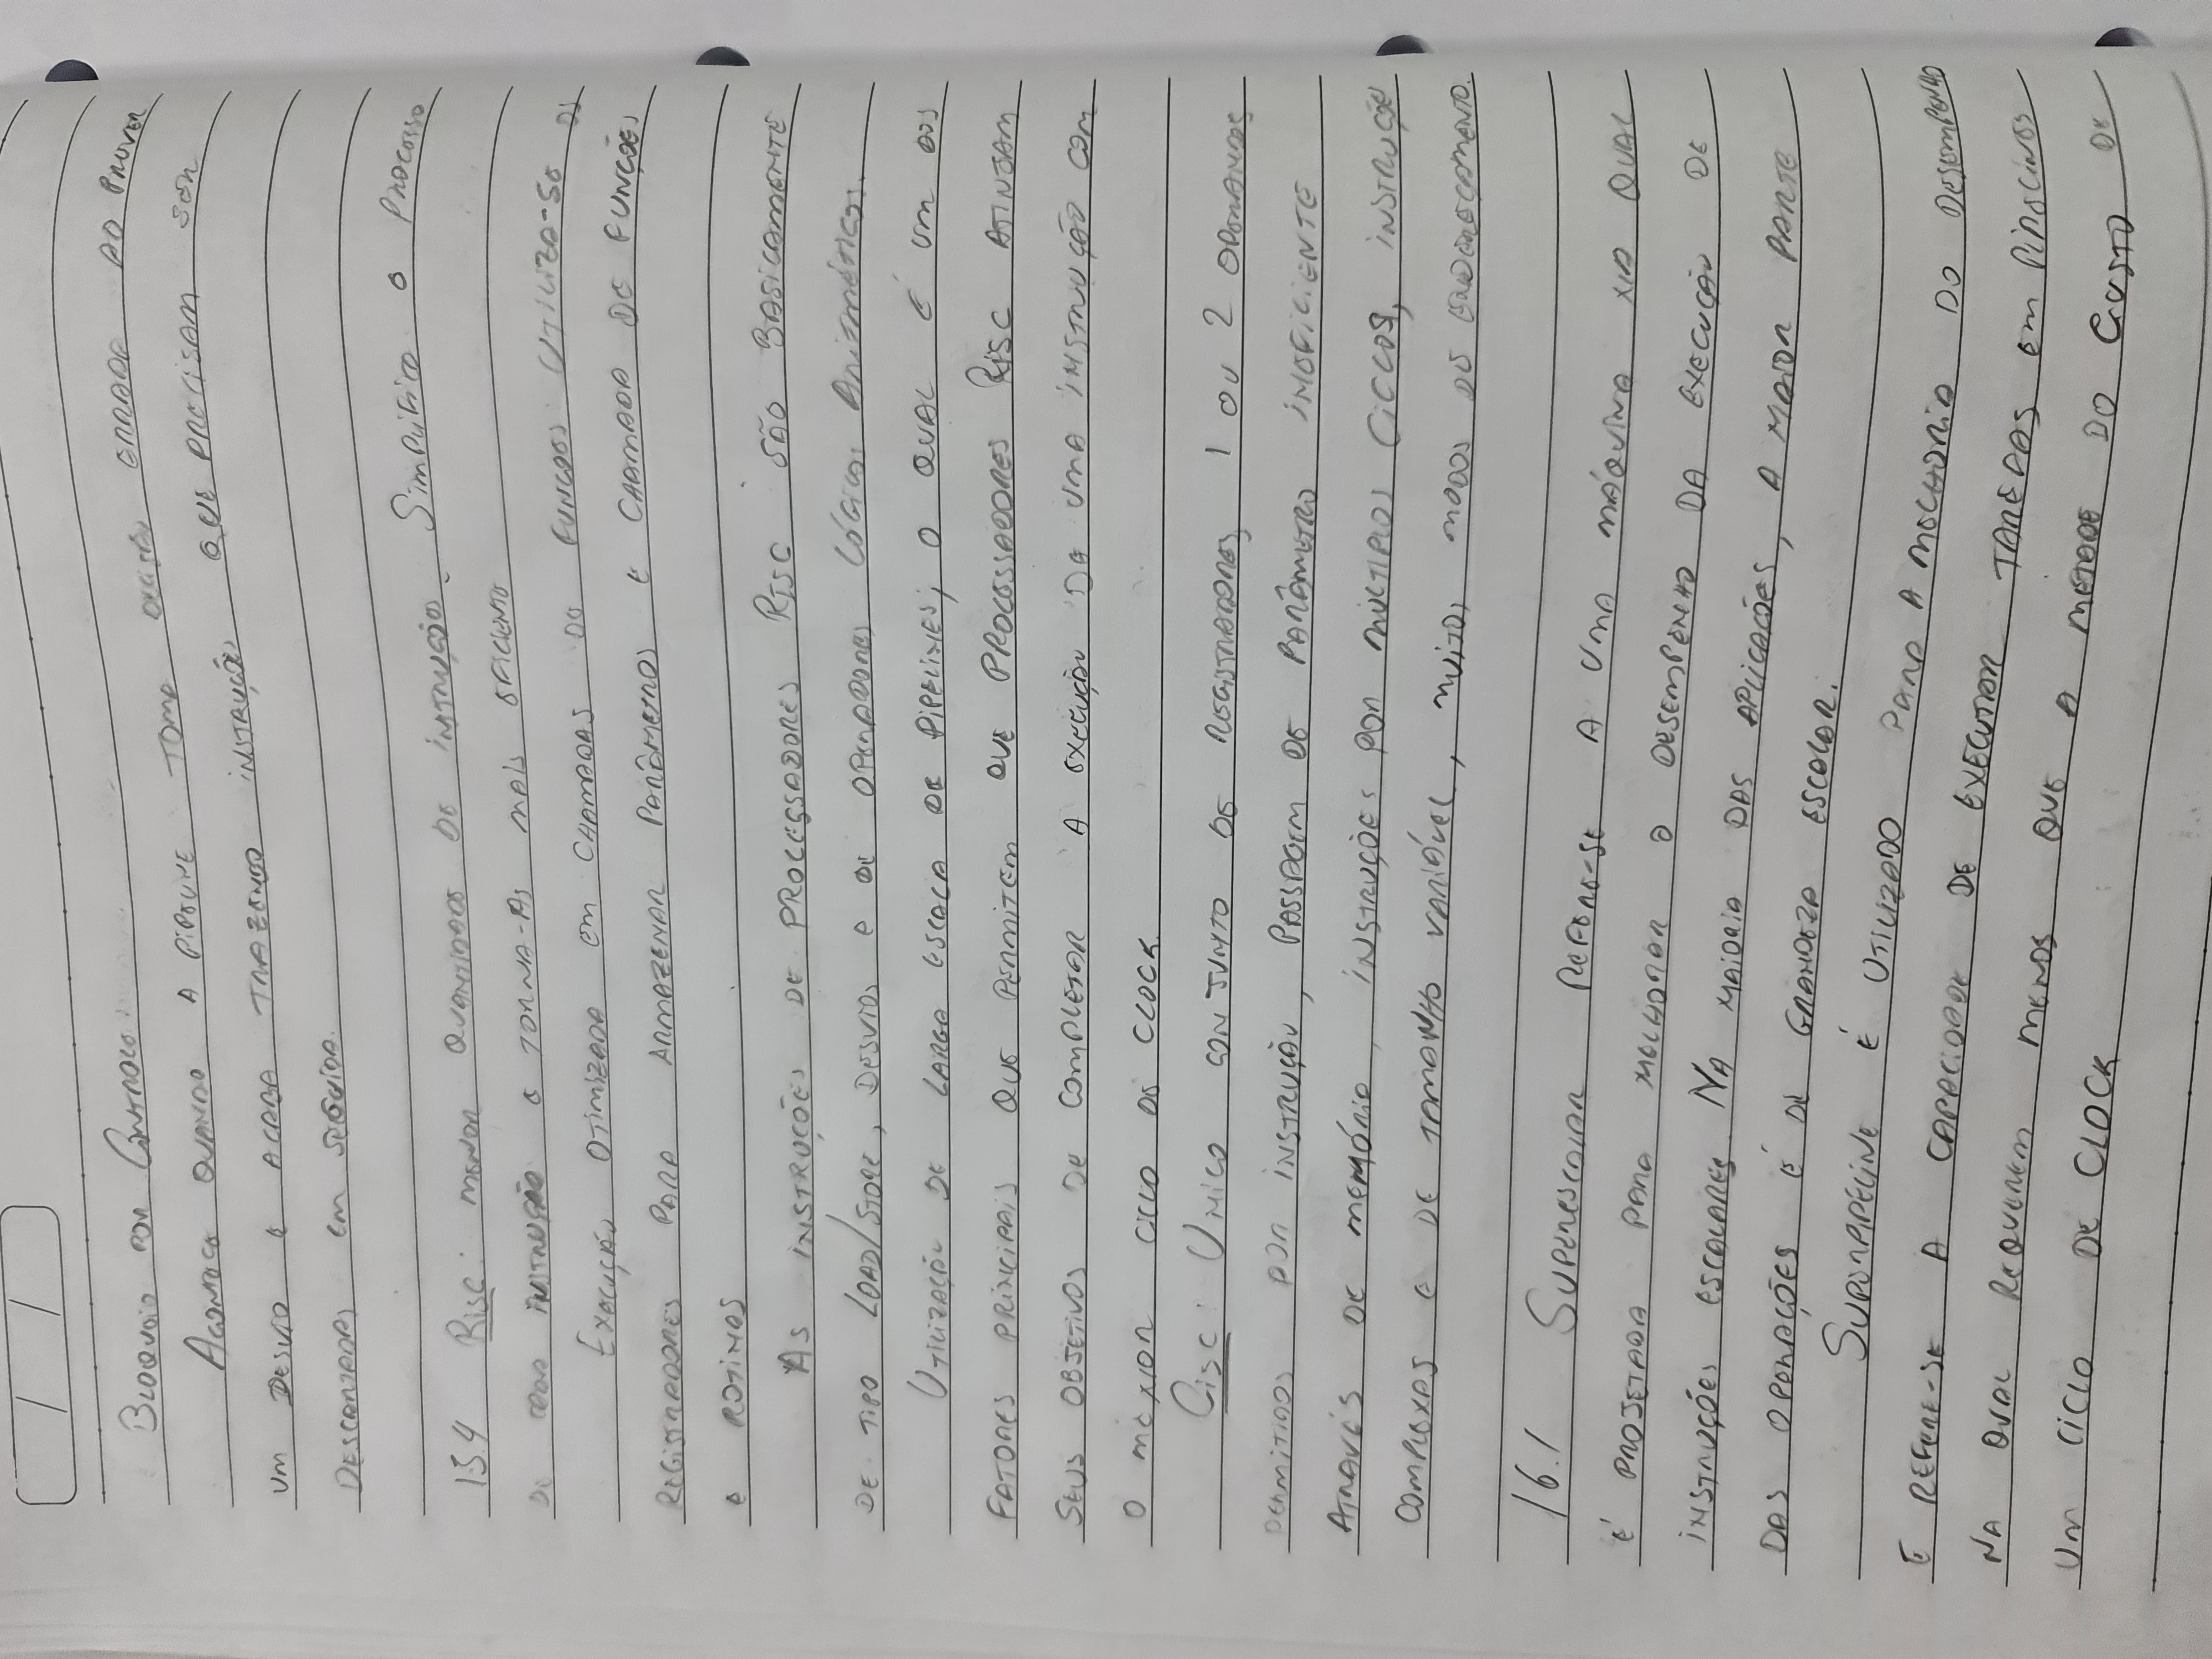 Bloqueio por Controle:
Acontece quando a pipeline toma decisão errada ao prover
um desvio e acaba trazendo instruções que precisam ser
descartadas em seguida.
15.4 Risc: menor quantidade de instruções. Simplifica o processo
de cada instrução e torna-as mais eficiente
Execução otimizada em chamadas de funcoes: Utiliza-se os
registradores para armazenar parâmetros e chamada de funções
e rotinas
As instruções de processadores Risc são basicamente
de tipo Load/Store, desvios e de operadores lógicos Aritméticos.
Utilização de larga escala de pipelines, o qual é um dos
fatores principais que permitem que processadores Risc atinjam
seus objetivos de completar a execução de uma instrução com
o menor ciclo de clock.
Cisc: Unico conjunto de registradores, 1 ou 2 operandos
permitidos por instrução, passagem de parâmetro ineficiente
através de memória, instruções por múltiplos ciclos, instruções
complexas e de tamanho variável, muitos modos de endereçamento.
16.1 Superescalar refere-se a uma máquina na qual
é projetada para melhorar o desempenho da execução de
instruções escalares. Na maioria das aplicações, a maior parte
das operações é de grandeza escalar.
Superpipeline é utilizado para a melhoria do desempenho
e refere-se a capacidade de executar tarefas em pipelines
na qual requerem menos que a metade do custo de
um ciclo de clock